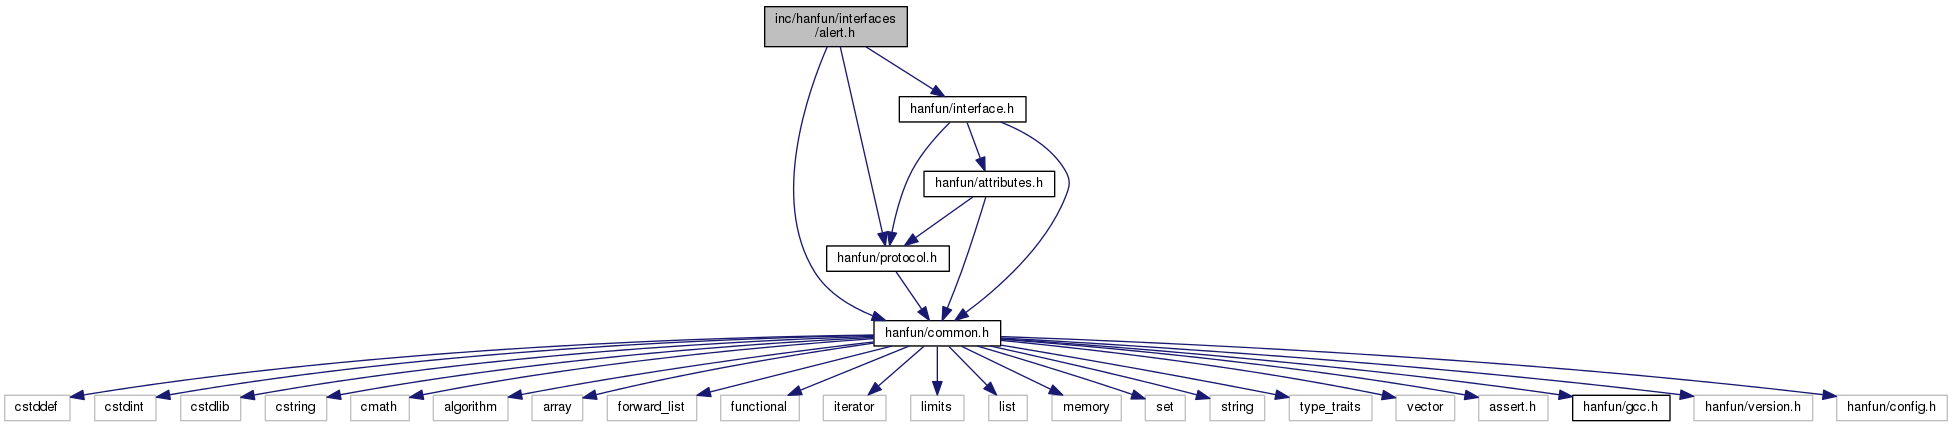 inc/hanfun/interfaces
/alert.h
hanfun/interface.h
hanfun/attributes.h
hanfun/protocol.h
hanfun/common.h
cstddef
cstdint
cstdlib
cstring
cmath
algorithm
array
forward_list
functional
iterator
limits
list
memory
set
string
type_traits
vector
assert.h
hanfun/gcc.h
hanfun/version.h
hanfun/config.h